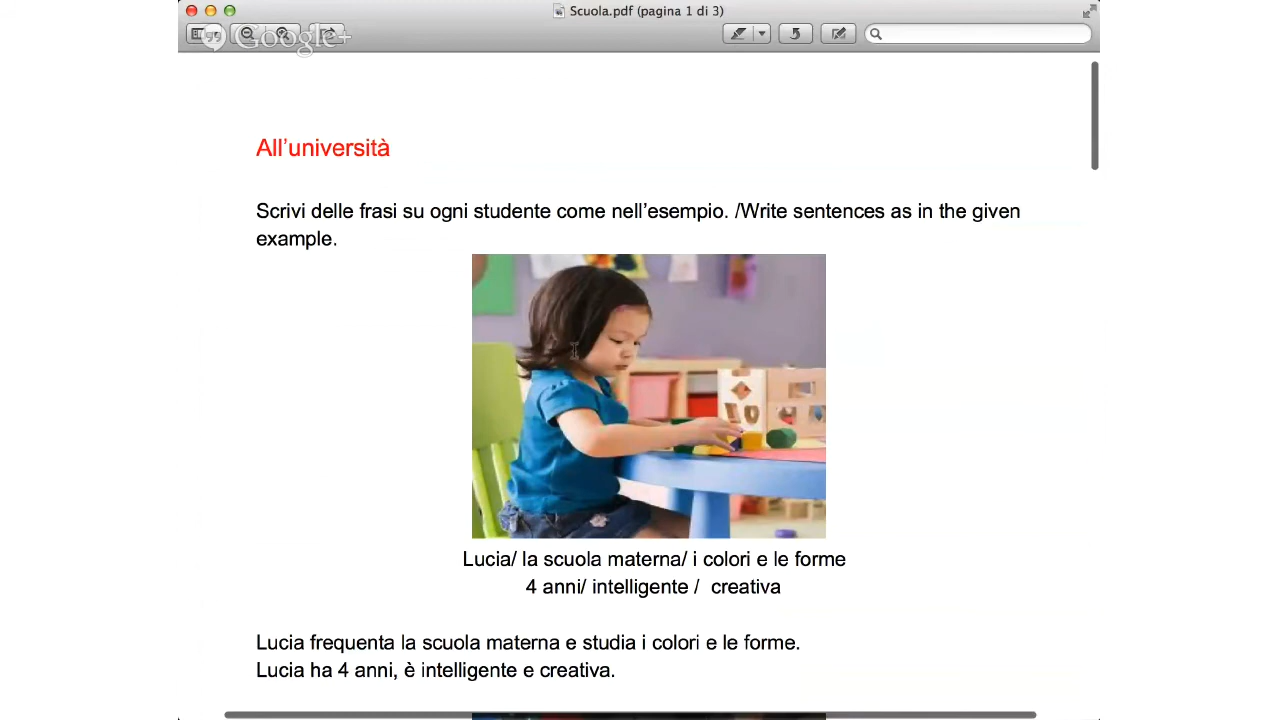 Scuola.pdf (pagina 1 di 3)
Google+
All'università
Scrivi delle frasi su ogni studente come nell'esempio. /Write sentences as in the given
example.
Lucia/ la scuola materna/ i colori e le forme
4 anni/ intelligente / creativa
Lucia frequenta la scuola materna e studia i colori e le forme.
Lucia ha 4 anni, è intelligente e creativa.